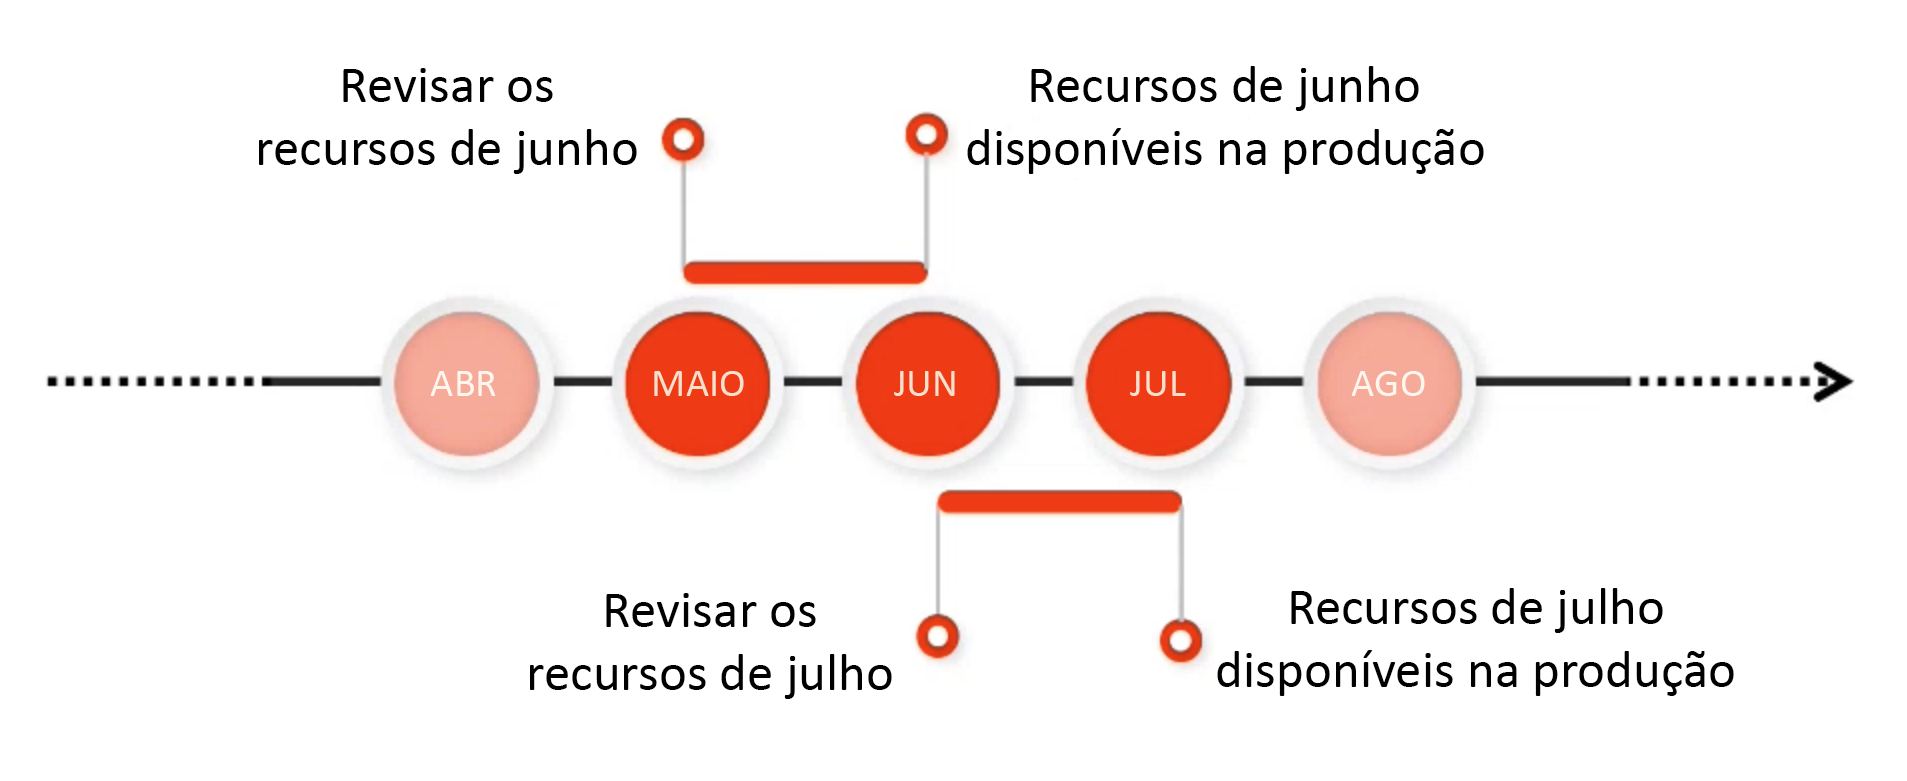 Revisar os
recursos de junho
Recursos de junho
disponíveis na produção
ABR
MAIO
JUN
JUL
AGO
Revisar os
recursos de julho
Recursos de julho
disponíveis na produção